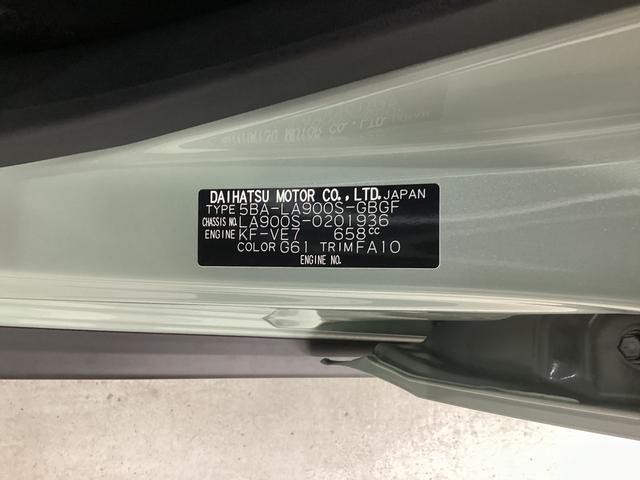 DAIHATSU MOTOR CO.,LTD.JAPAN
TYPE 5BA-LA900S-GBGF
CHASSIS NO. LA900S-0201936
ENGINE KF-VE7 658cc
COLOR G61 TRIM FA10
ENGINE NO.